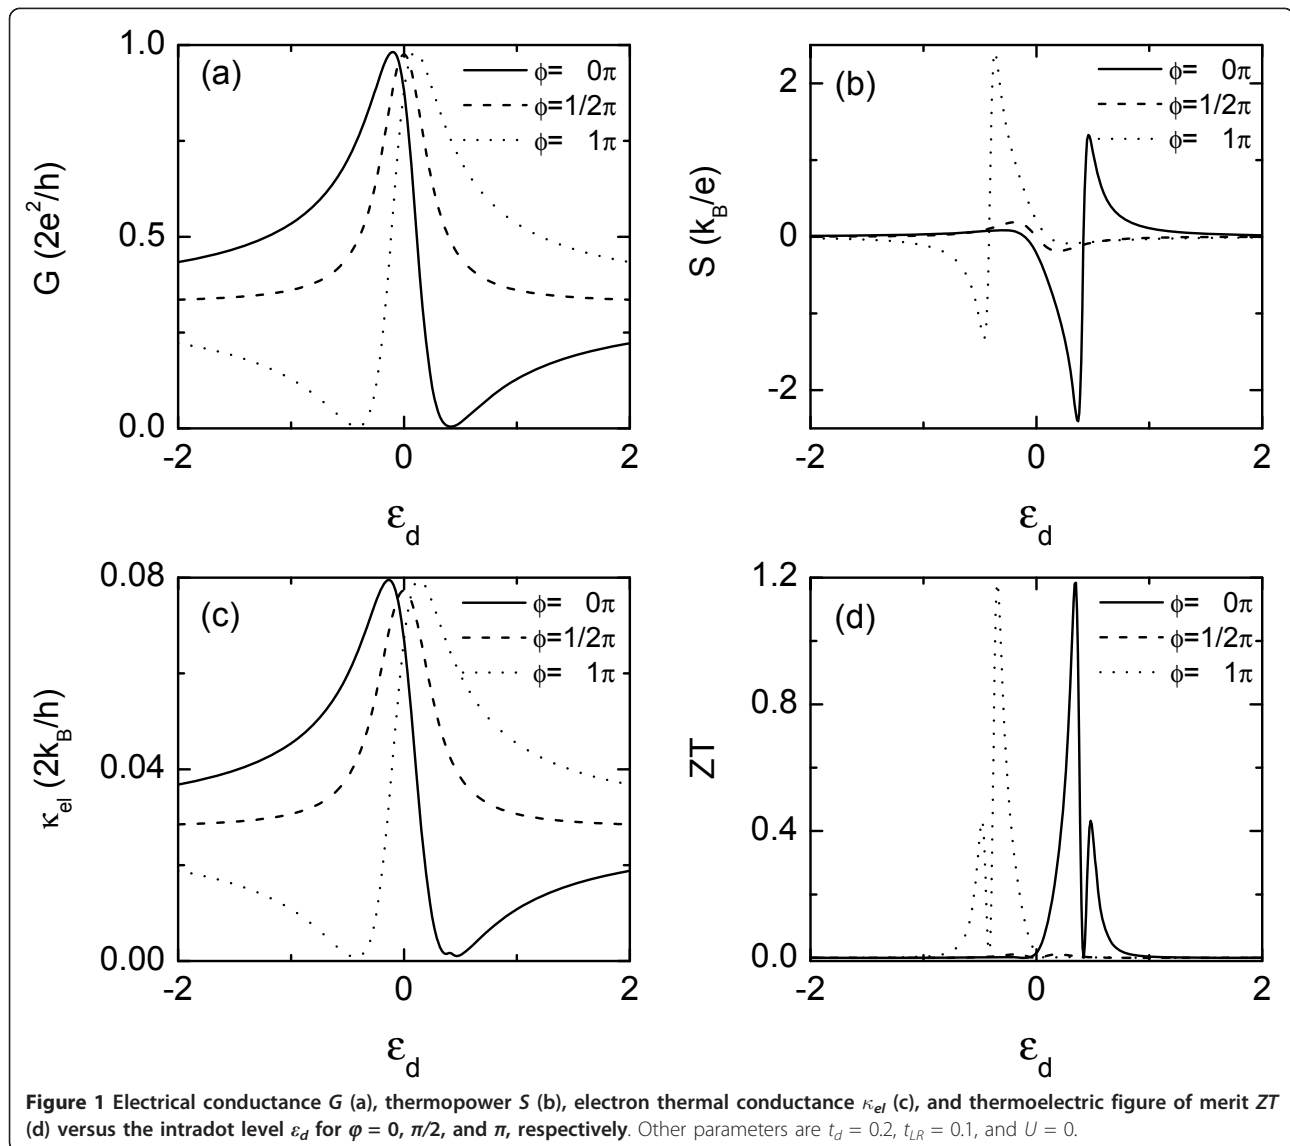 (a)
1.0
0.5
0.0
-2
0
2
G (2e²/h)
ε_d
ϕ= 0π
ϕ=1/2π
ϕ= 1π
(b)
2
0
-2
-2
0
2
S (k_B/e)
ε_d
ϕ= 0π
ϕ=1/2π
ϕ= 1π
(c)
0.08
0.04
0.00
-2
0
2
κ_el (2k_B/h)
ε_d
ϕ= 0π
ϕ=1/2π
ϕ= 1π
(d)
1.2
0.8
0.4
0.0
-2
0
2
ZT
ε_d
ϕ= 0π
ϕ=1/2π
ϕ= 1π
Figure 1 Electrical conductance G (a), thermopower S (b), electron thermal conductance κ_el (c), and thermoelectric figure of merit ZT
(d) versus the intradot level ε_d for φ = 0, π/2, and π, respectively. Other parameters are t_d = 0.2, t_LR = 0.1, and U = 0.